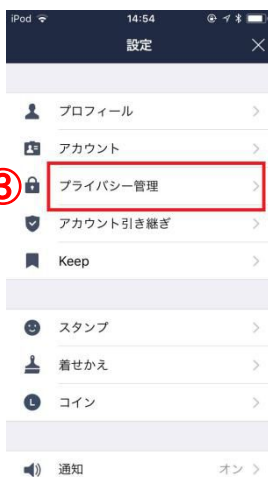 iPod 14:54
設定
プロフィール
アカウント
③ プライバシー管理
アカウント引き継ぎ
Keep
スタンプ
着せかえ
L コイン
通知 オン